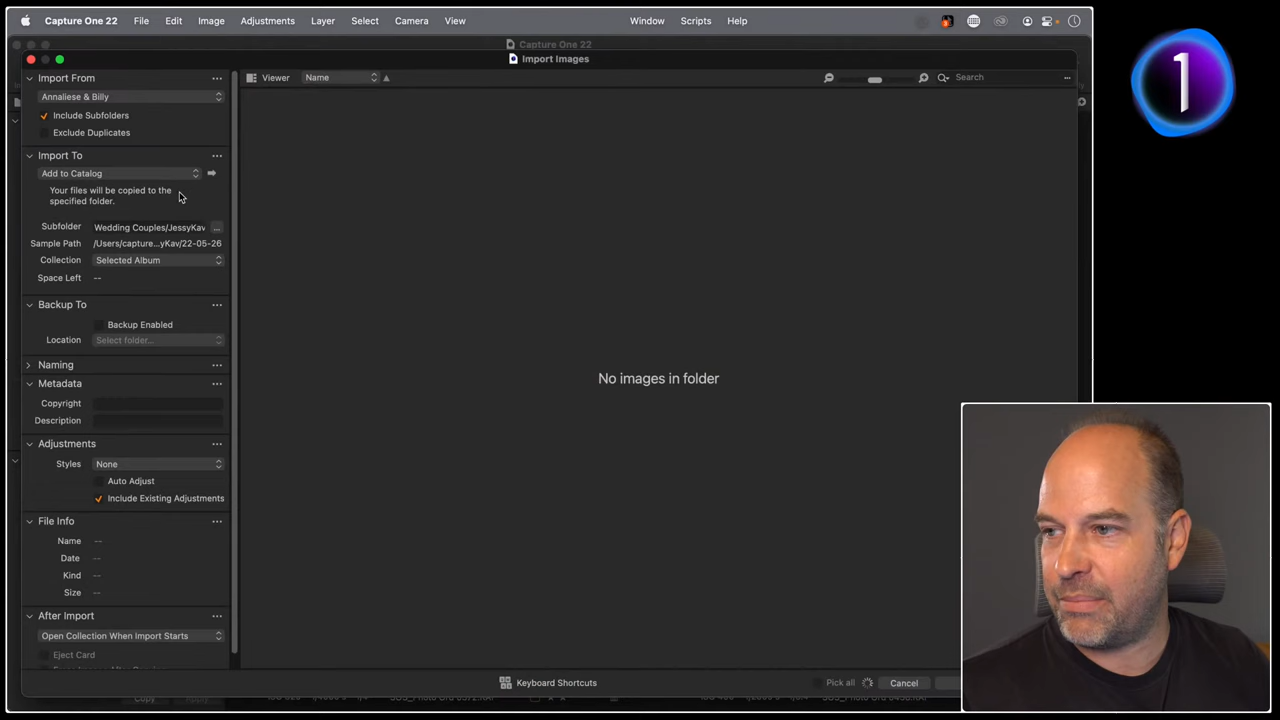 Capture One 22 File Edit Image Adjustments Layer Select Camera View Window Scripts Help
Capture One 22
Import Images
Import From
Viewer Name Search
Annaliese & Billy
Include Subfolders
Exclude Duplicates
Import To
Add to Catalog
Your files will be copied to the
specified folder.
Subfolder Wedding Couples/JessyKav
Sample Path /Users/capture...yKav/22-05-26
Collection Selected Album
Space Left --
Backup To
Backup Enabled
Location Select folder...
No images in folder
Naming
Metadata
Copyright
Description
Adjustments
Styles None
Auto Adjust
Include Existing Adjustments
File Info
Name --
Date --
Kind --
Size --
After Import
Open Collection When Import Starts
Eject Card
Keyboard Shortcuts Pick all Cancel
Copy
1